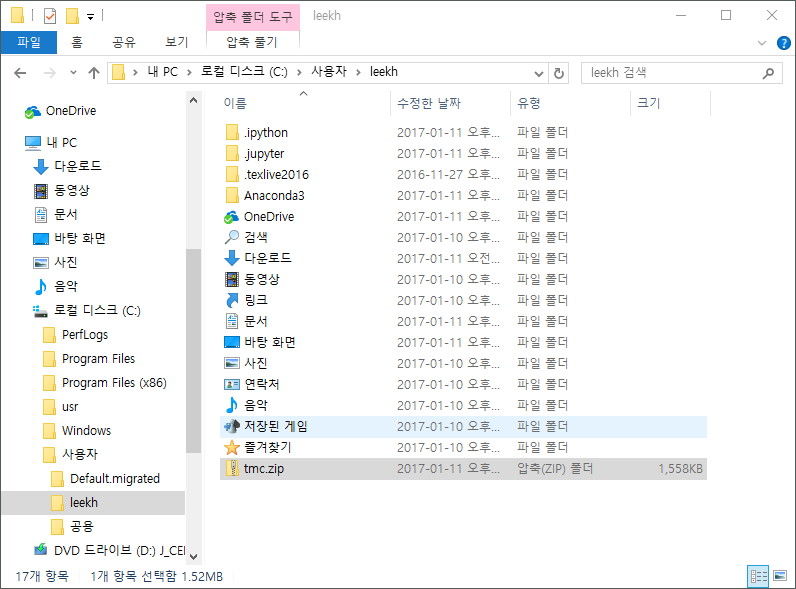 압축 폴더 도구 leekh
파일 홈 공유 보기 압축 풀기
내 PC 로컬 디스크 (C:) 사용자 leekh leekh 검색
OneDrive
내 PC
다운로드
동영상
문서
바탕 화면
사진
음악
로컬 디스크 (C:)
PerfLogs
Program Files
Program Files (x86)
usr
Windows
사용자
Default.migrated
leekh
공용
DVD 드라이브 (D:) J_CEI
이름 수정한 날짜 유형 크기
.ipython 2017-01-11 오후... 파일 폴더
.jupyter 2017-01-11 오후... 파일 폴더
.texlive2016 2016-11-27 오후... 파일 폴더
Anaconda3 2017-01-11 오후... 파일 폴더
OneDrive 2017-01-11 오후... 파일 폴더
검색 2017-01-10 오후... 파일 폴더
다운로드 2017-01-11 오전... 파일 폴더
동영상 2017-01-10 오후... 파일 폴더
링크 2017-01-10 오후... 파일 폴더
문서 2017-01-11 오후... 파일 폴더
바탕 화면 2017-01-11 오후... 파일 폴더
사진 2017-01-10 오후... 파일 폴더
연락처 2017-01-10 오후... 파일 폴더
음악 2017-01-10 오후... 파일 폴더
저장된 게임 2017-01-10 오후... 파일 폴더
즐겨찾기 2017-01-10 오후... 파일 폴더
tmc.zip 2017-01-11 오후... 압축(ZIP) 폴더 1,558KB
17개 항목 1개 항목 선택함 1.52MB